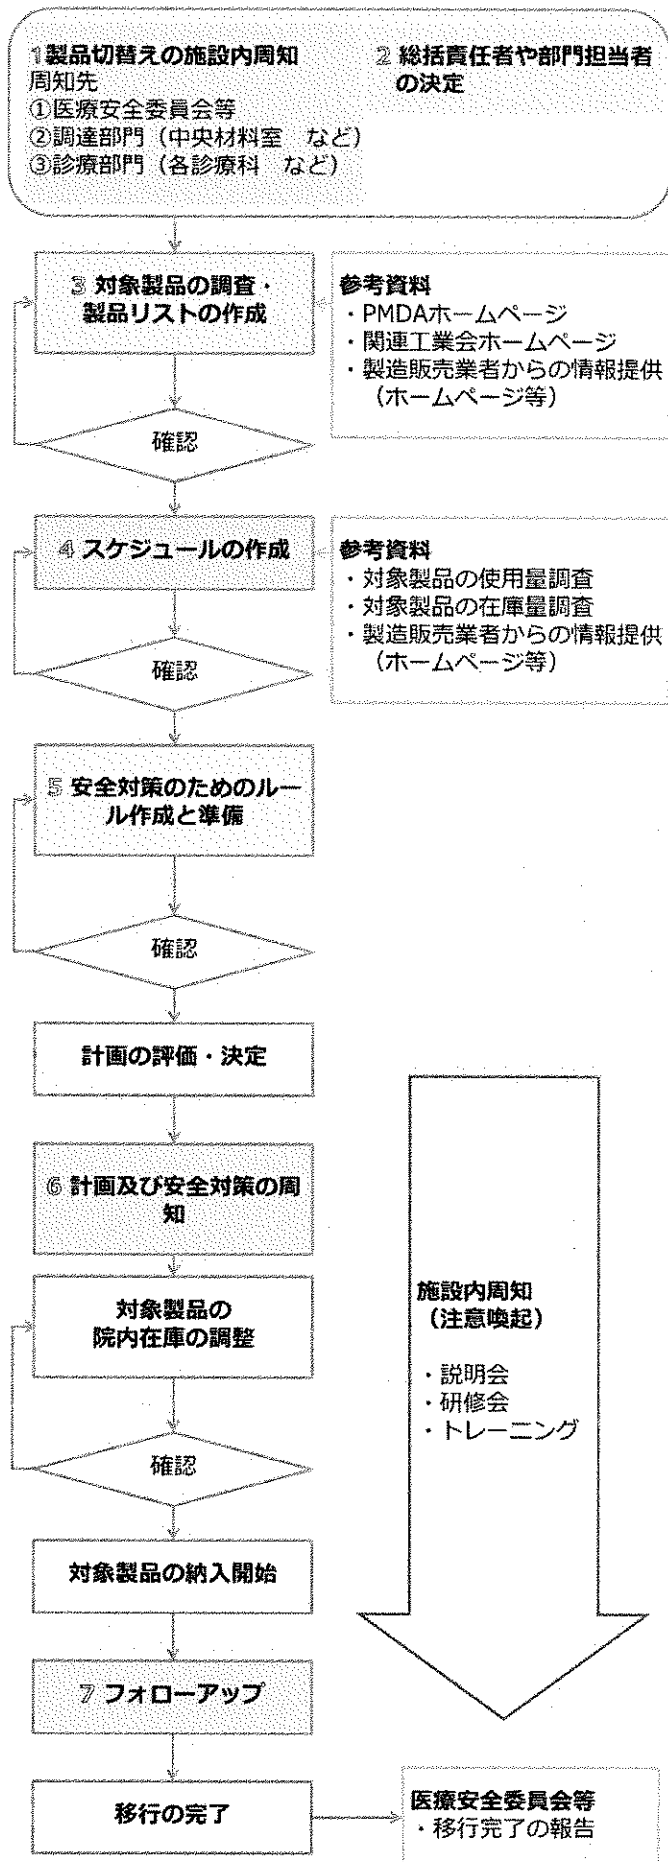 1製品切替えの施設内周知
周知先
①医療安全委員会等
②調達部門（中央材料室　など）
③診療部門（各診療科　など）
2 総括責任者や部門担当者
の決定
3 対象製品の調査・
製品リストの作成
参考資料
・PMDAホームページ
・関連工業会ホームページ
・製造販売業者からの情報提供
（ホームページ等）
確認
4 スケジュールの作成
参考資料
・対象製品の使用量調査
・対象製品の在庫量調査
・製造販売業者からの情報提供
（ホームページ等）
確認
5 安全対策のためのルー
ル作成と準備
確認
計画の評価・決定
6 計画及び安全対策の周
知
対象製品の
院内在庫の調整
施設内周知
（注意喚起）
・説明会
・研修会
・トレーニング
確認
対象製品の納入開始
7 フォローアップ
移行の完了
医療安全委員会等
・移行完了の報告